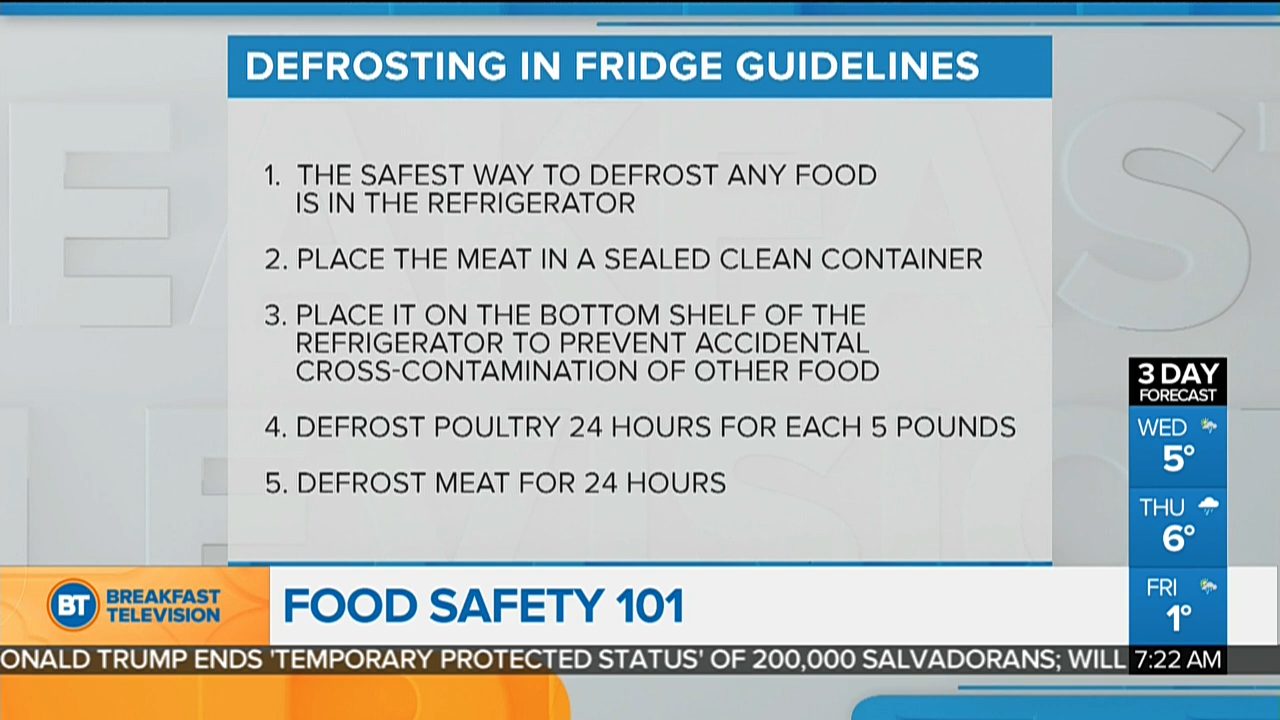 DEFROSTING IN FRIDGE GUIDELINES
1. THE SAFEST WAY TO DEFROST ANY FOOD
IS IN THE REFRIGERATOR
2. PLACE THE MEAT IN A SEALED CLEAN CONTAINER
3. PLACE IT ON THE BOTTOM SHELF OF THE
REFRIGERATOR TO PREVENT ACCIDENTAL
CROSS-CONTAMINATION OF OTHER FOOD
4. DEFROST POULTRY 24 HOURS FOR EACH 5 POUNDS
5. DEFROST MEAT FOR 24 HOURS
3 DAY
FORECAST
WED
5°
THU
6°
FRI
1°
BT
BREAKFAST
TELEVISION
FOOD SAFETY 101
ONALD TRUMP ENDS 'TEMPORARY PROTECTED STATUS' OF 200,000 SALVADORANS; WILL
7:22 AM